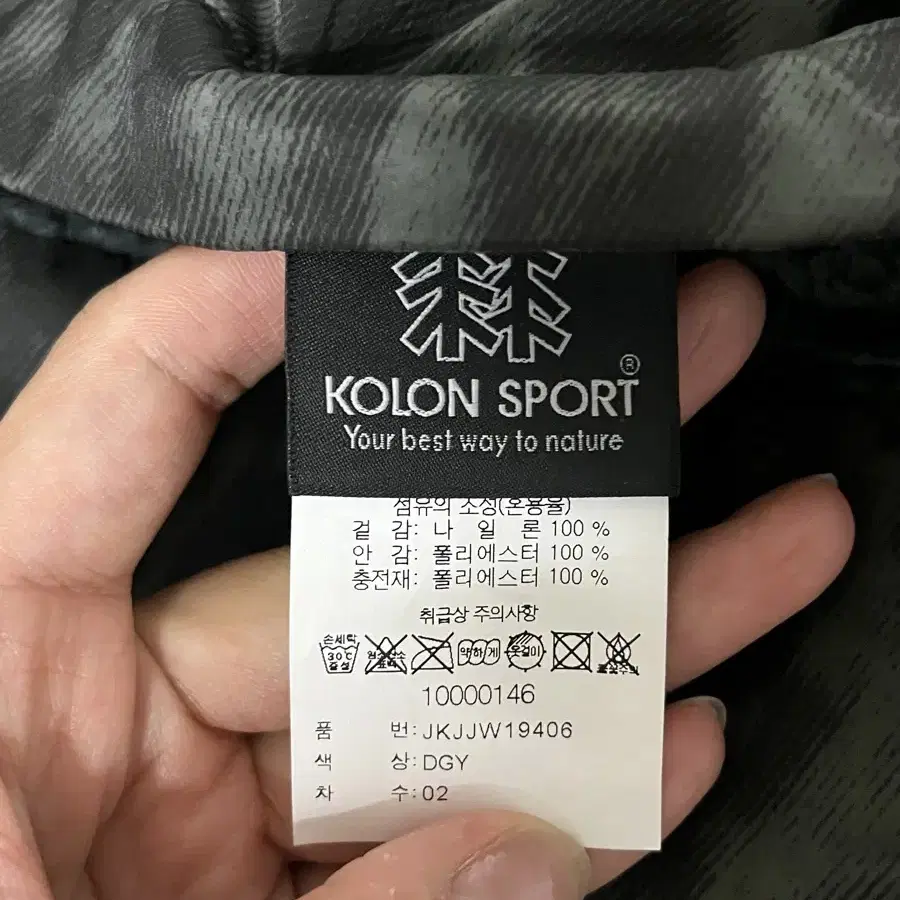 KOLON SPORT®
Your best way to nature
섬유의 조성(혼용율)
겉 감: 나 일 론 100 %
안 감: 폴리에스터 100 %
충전재: 폴리에스터 100 %
취급상 주의사항
손세탁 30℃ 중성 약하게 옷걸이
10000146
품 번: JKJJW19406
색 상: DGY
차 수: 02